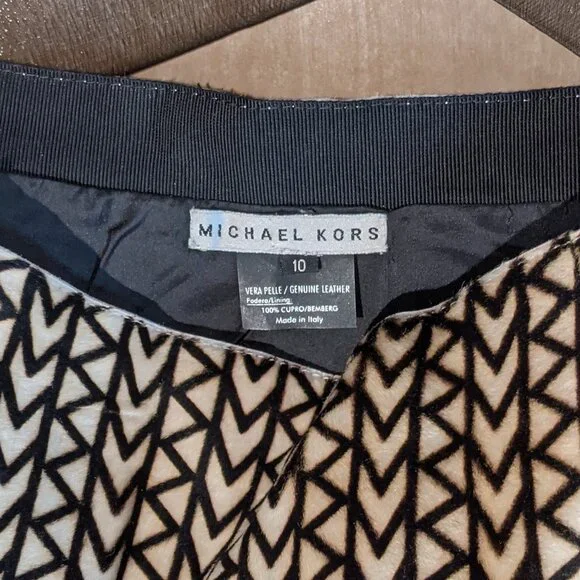 MICHAEL KORS
10
VERA PELLE / GENUINE LEATHER
Fodera/Lining:
100% CUPRO/BEMBERG
Made in Italy